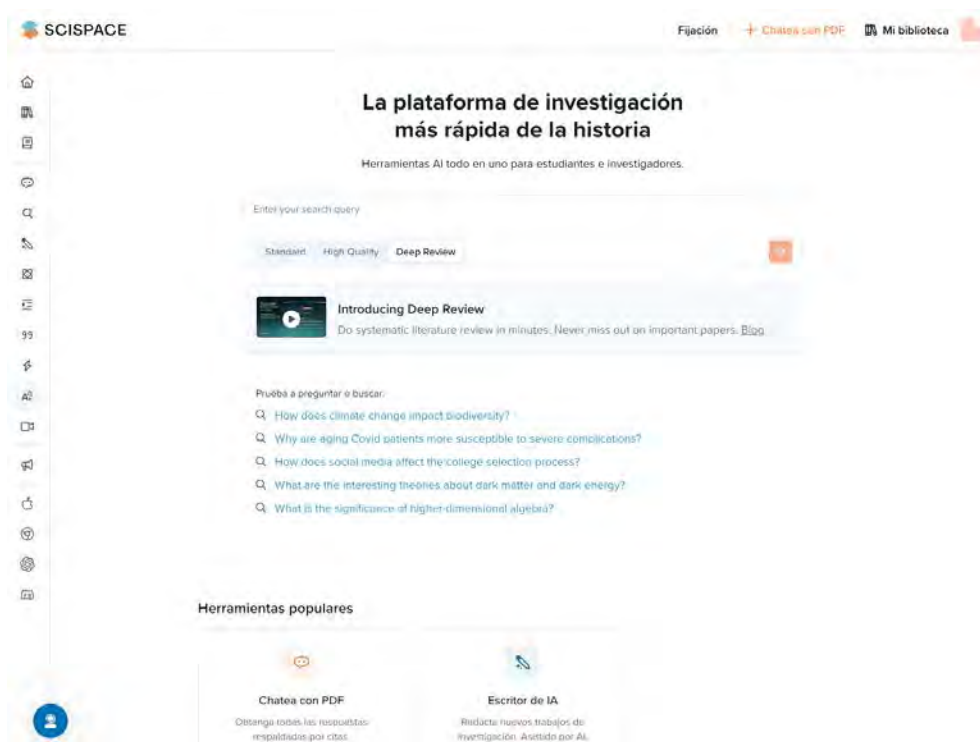 SCISPACE
Fijación
Chatea con PDF
Mi biblioteca
La plataforma de investigación
más rápida de la historia
Herramientas AI todo en uno para estudiantes e investigadores.
Enter your search query
Standard
High Quality
Deep Review
Introducing Deep Review
Do systematic literature review in minutes. Never miss out on important papers. Blog
Prueba a preguntar o buscar:
How does climate change impact biodiversity?
Why are aging Covid patients more susceptible to severe complications?
How does social media affect the college selection process?
What are the interesting theories about dark matter and dark energy?
What is the significance of higher-dimensional algebra?
Herramientas populares
Chatea con PDF
Escritor de IA
Obtenga todas las respuestas
respaldadas por citas.
Redacta nuevos trabajos de
investigación. Asistido por AI.